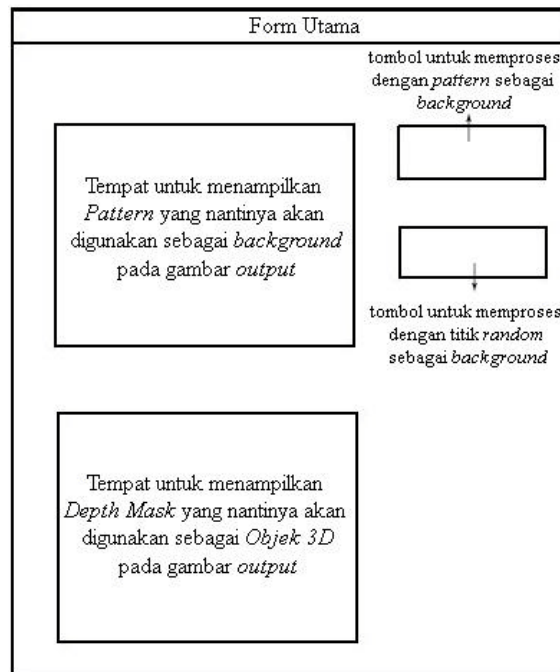 Form Utama
tombol untuk memproses
dengan pattern sebagai
background
Tempat untuk menampilkan
Pattern yang nantinya akan
digunakan sebagai background
pada gambar output
tombol untuk memproses
dengan titik random
sebagai background
Tempat untuk menampilkan
Depth Mask yang nantinya akan
digunakan sebagai Objek 3D
pada gambar output